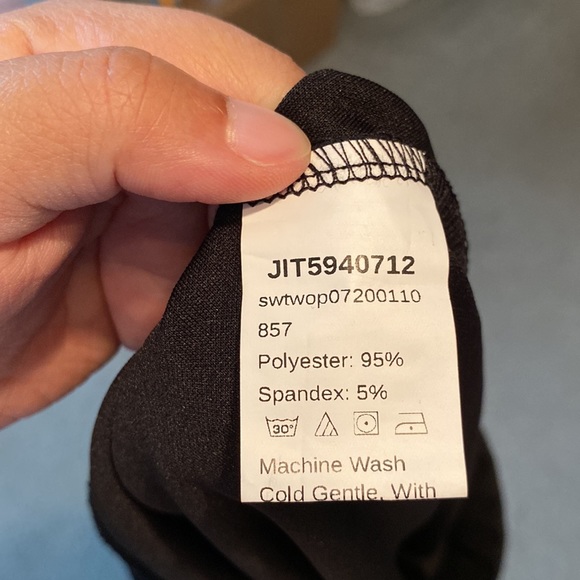 JIT5940712
swtwop07200110
857
Polyester: 95%
Spandex: 5%
30°
Machine Wash
Cold Gentle, With